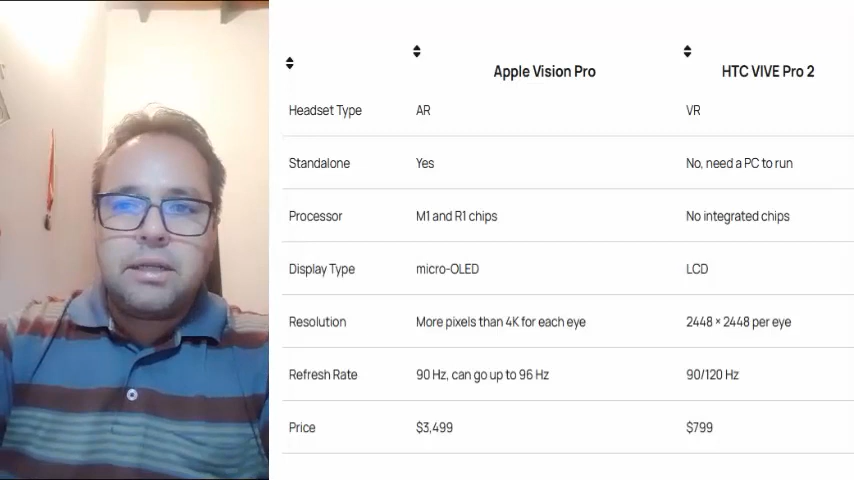 Apple Vision Pro HTC VIVE Pro 2
Headset Type AR VR
Standalone Yes No, need a PC to run
Processor M1 and R1 chips No integrated chips
Display Type micro-OLED LCD
Resolution More pixels than 4K for each eye 2448 × 2448 per eye
Refresh Rate 90 Hz, can go up to 96 Hz 90/120 Hz
Price $3,499 $799